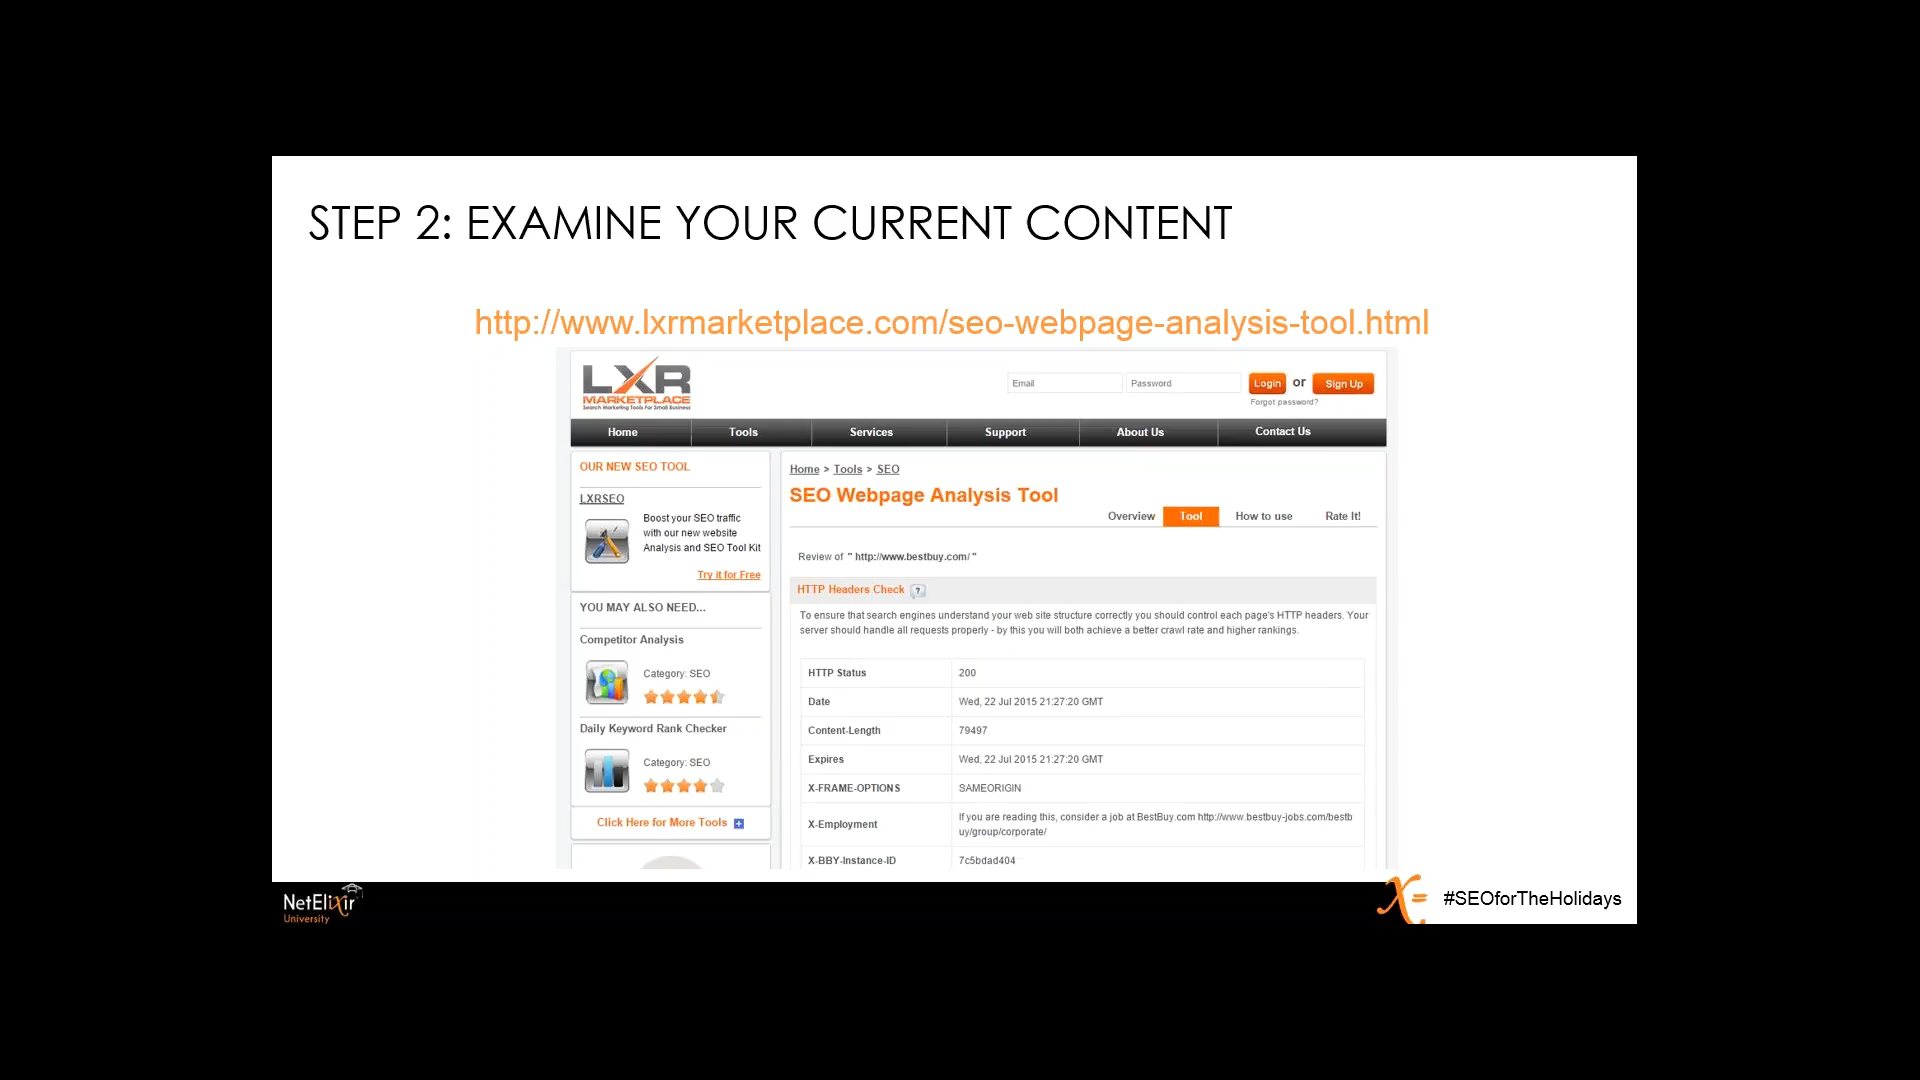 STEP 2: EXAMINE YOUR CURRENT CONTENT
http://www.lxrmarketplace.com/seo-webpage-analysis-tool.html
LXR
MARKETPLACE
Search Marketing Tools For Small Business
Email
Password
Login
or
Sign Up
Forgot password?
Home
Tools
Services
Support
About Us
Contact Us
OUR NEW SEO TOOL
LXRSEO
Boost your SEO traffic
with our new website
Analysis and SEO Tool Kit
Try it for Free
YOU MAY ALSO NEED...
Competitor Analysis
Category: SEO
Daily Keyword Rank Checker
Category: SEO
Click Here for More Tools
Home > Tools > SEO
SEO Webpage Analysis Tool
Overview
Tool
How to use
Rate It!
Review of " http://www.bestbuy.com/ "
HTTP Headers Check ?
To ensure that search engines understand your web site structure correctly you should control each page's HTTP headers. Your
server should handle all requests properly - by this you will both achieve a better crawl rate and higher rankings.
HTTP Status 200
Date Wed, 22 Jul 2015 21:27:20 GMT
Content-Length 79497
Expires Wed, 22 Jul 2015 21:27:20 GMT
X-FRAME-OPTIONS SAMEORIGIN
X-Employment If you are reading this, consider a job at BestBuy.com http://www.bestbuy-jobs.com/bestb
uy/group/corporate/
X-BBY-Instance-ID 7c5bdad404
NetElixir
University
X=
#SEOforTheHolidays